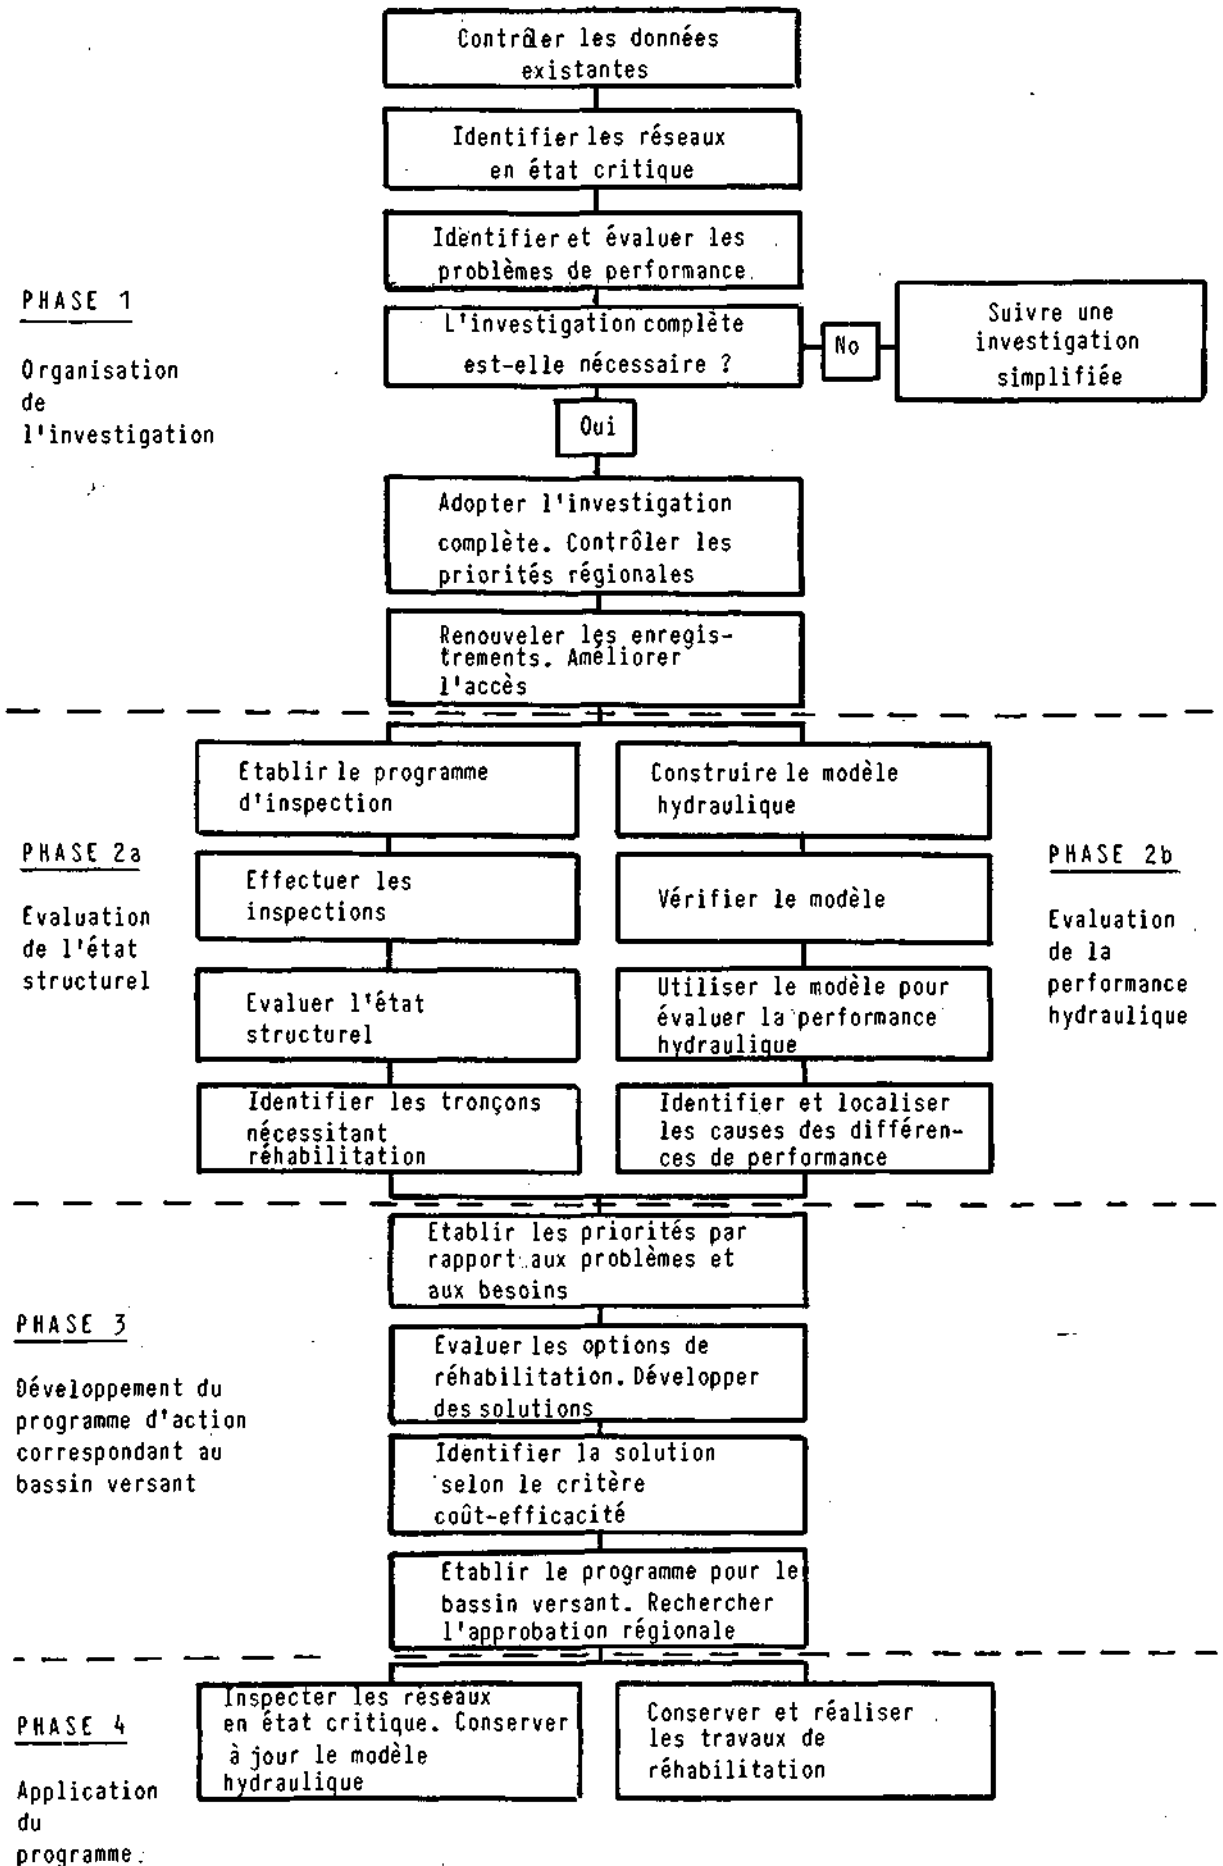 Contrôler les données
existantes
Identifier les réseaux
en état critique
Identifier et évaluer les
problèmes de performance
PHASE 1
Organisation
de
l'investigation
L'investigation complète
est-elle nécessaire ?
No
Suivre une
investigation
simplifiée
Oui
Adopter l'investigation
complète. Contrôler les
priorités régionales
Renouveler les enregis-
trements. Améliorer
l'accès
PHASE 2a
Evaluation
de l'état
structurel
Etablir le programme
d'inspection
Effectuer les
inspections
Evaluer l'état
structurel
Identifier les tronçons
nécessitant
réhabilitation
Construire le modèle
hydraulique
Vérifier le modèle
Utiliser le modèle pour
évaluer la performance
hydraulique
Identifier et localiser
les causes des différen-
ces de performance
PHASE 2b
Evaluation
de la
performance
hydraulique
PHASE 3
Développement du
programme d'action
correspondant au
bassin versant
Etablir les priorités par
rapport aux problèmes et
aux besoins
Evaluer les options de
réhabilitation. Développer
des solutions
Identifier la solution
selon le critère
coût-efficacité
Etablir le programme pour le
bassin versant. Rechercher
l'approbation régionale
PHASE 4
Application
du
programme.
Inspecter les réseaux
en état critique. Conserver
à jour le modèle
hydraulique
Conserver et réaliser
les travaux de
réhabilitation